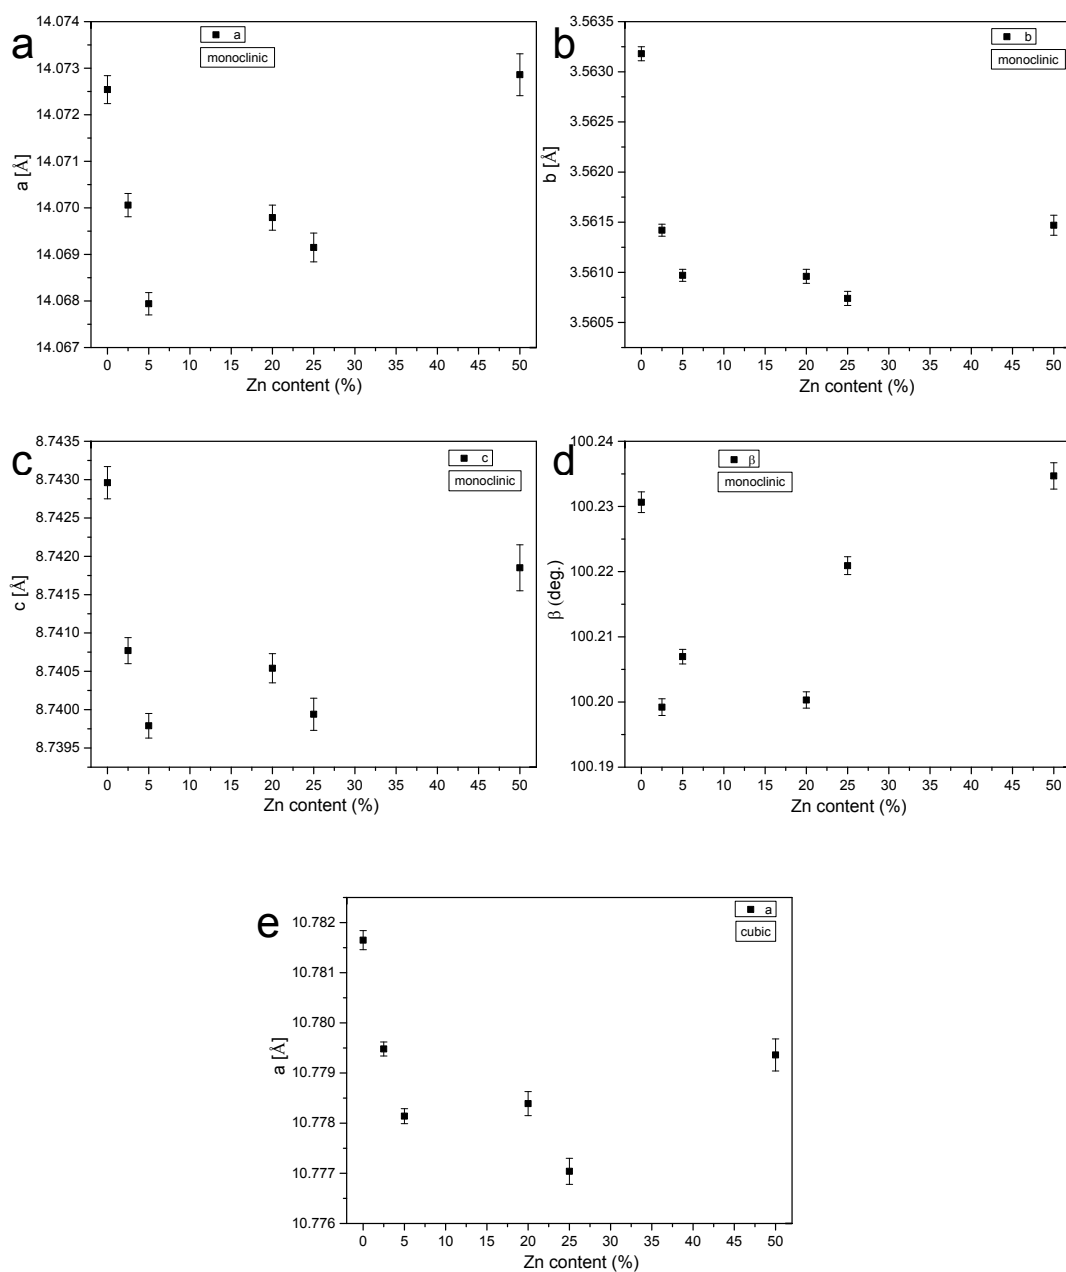 a
a
monoclinic
14.074
14.073
14.072
14.071
14.070
14.069
14.068
14.067
a [Å]
0 5 10 15 20 25 30 35 40 45 50
Zn content (%)
b
b
monoclinic
3.5635
3.5630
3.5625
3.5620
3.5615
3.5610
3.5605
b [Å]
0 5 10 15 20 25 30 35 40 45 50
Zn content (%)
c
c
monoclinic
8.7435
8.7430
8.7425
8.7420
8.7415
8.7410
8.7405
8.7400
8.7395
c [Å]
0 5 10 15 20 25 30 35 40 45 50
Zn content (%)
d
β
monoclinic
100.24
100.23
100.22
100.21
100.20
100.19
β (deg.)
0 5 10 15 20 25 30 35 40 45 50
Zn content (%)
e
a
cubic
10.782
10.781
10.780
10.779
10.778
10.777
10.776
a [Å]
0 5 10 15 20 25 30 35 40 45 50
Zn content (%)